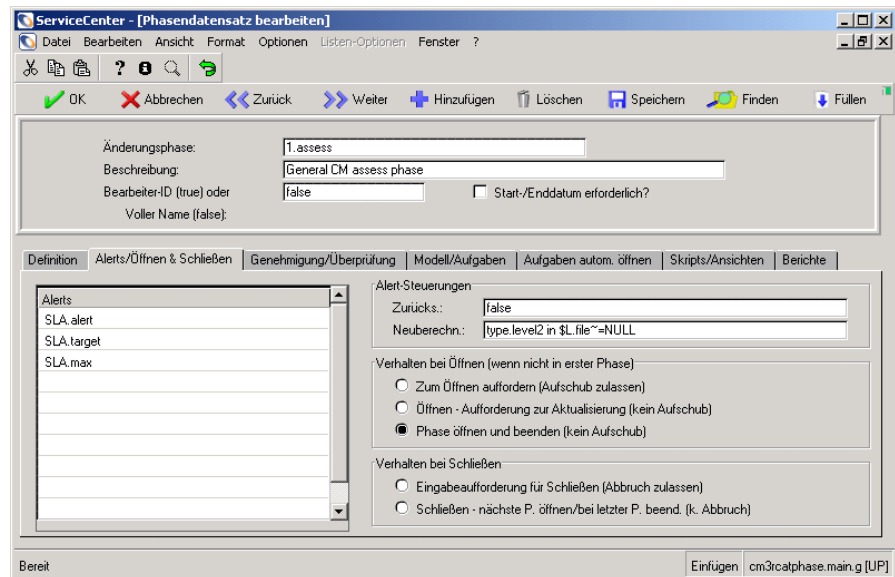 ServiceCenter - [Phasendatensatz bearbeiten]
Datei Bearbeiten Ansicht Format Optionen Listen-Optionen Fenster ?
OK Abbrechen Zurück Weiter Hinzufügen Löschen Speichern Finden Füllen
Änderungsphase: 1.assess
Beschreibung: General CM assess phase
Bearbeiter-ID (true) oder false Start-/Enddatum erforderlich?
Voller Name (false):
Definition Alerts/Öffnen & Schließen Genehmigung/Überprüfung Modell/Aufgaben Aufgaben autom. öffnen Skripts/Ansichten Berichte
Alerts
SLA.alert
SLA.target
SLA.max
Alert-Steuerungen
Zurücks.: false
Neuberechn.: type.level2 in $L.file~=NULL
Verhalten bei Öffnen (wenn nicht in erster Phase)
Zum Öffnen auffordern (Aufschub zulassen)
Öffnen - Aufforderung zur Aktualisierung (kein Aufschub)
Phase öffnen und beenden (kein Aufschub)
Verhalten bei Schließen
Eingabeaufforderung für Schließen (Abbruch zulassen)
Schließen - nächste P. öffnen/bei letzter P. beend. (k. Abbruch)
Bereit Einfügen cm3rcatphase.main.g [UP]